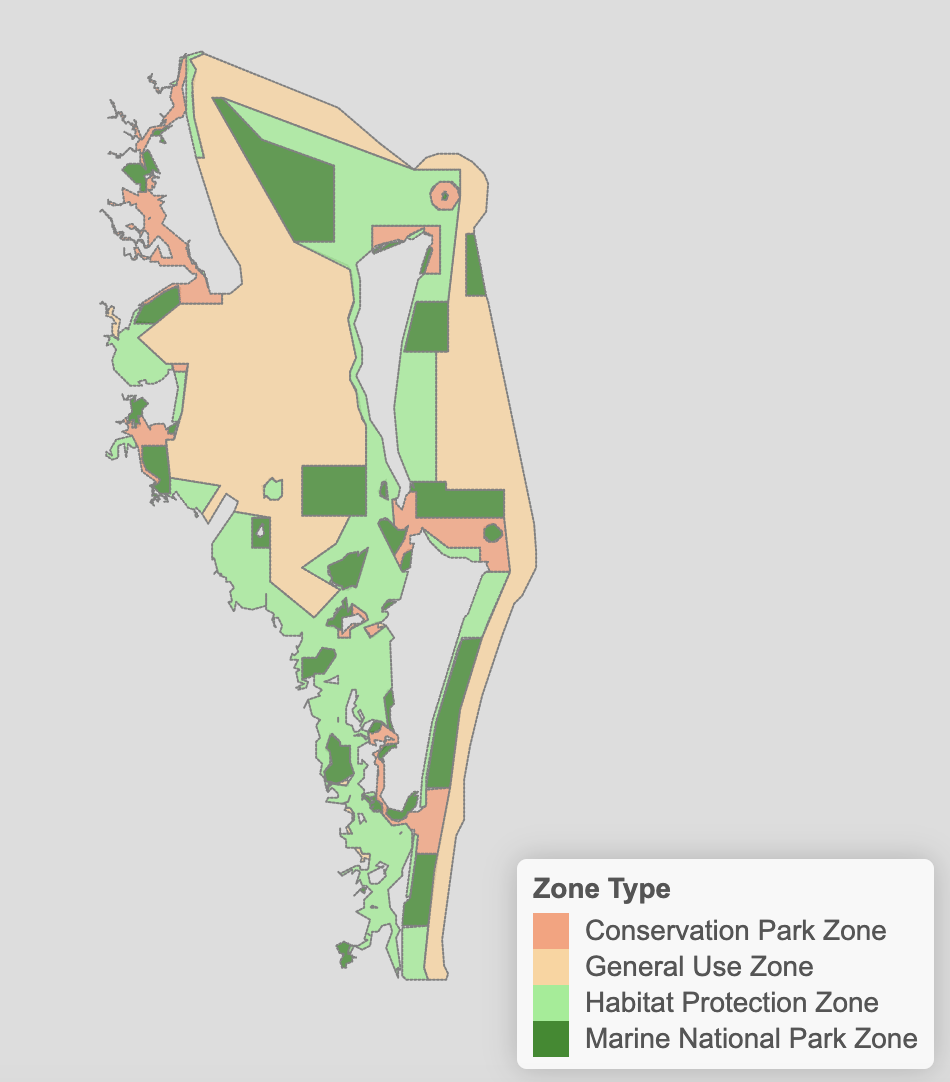 Zone Type
Conservation Park Zone
General Use Zone
Habitat Protection Zone
Marine National Park Zone